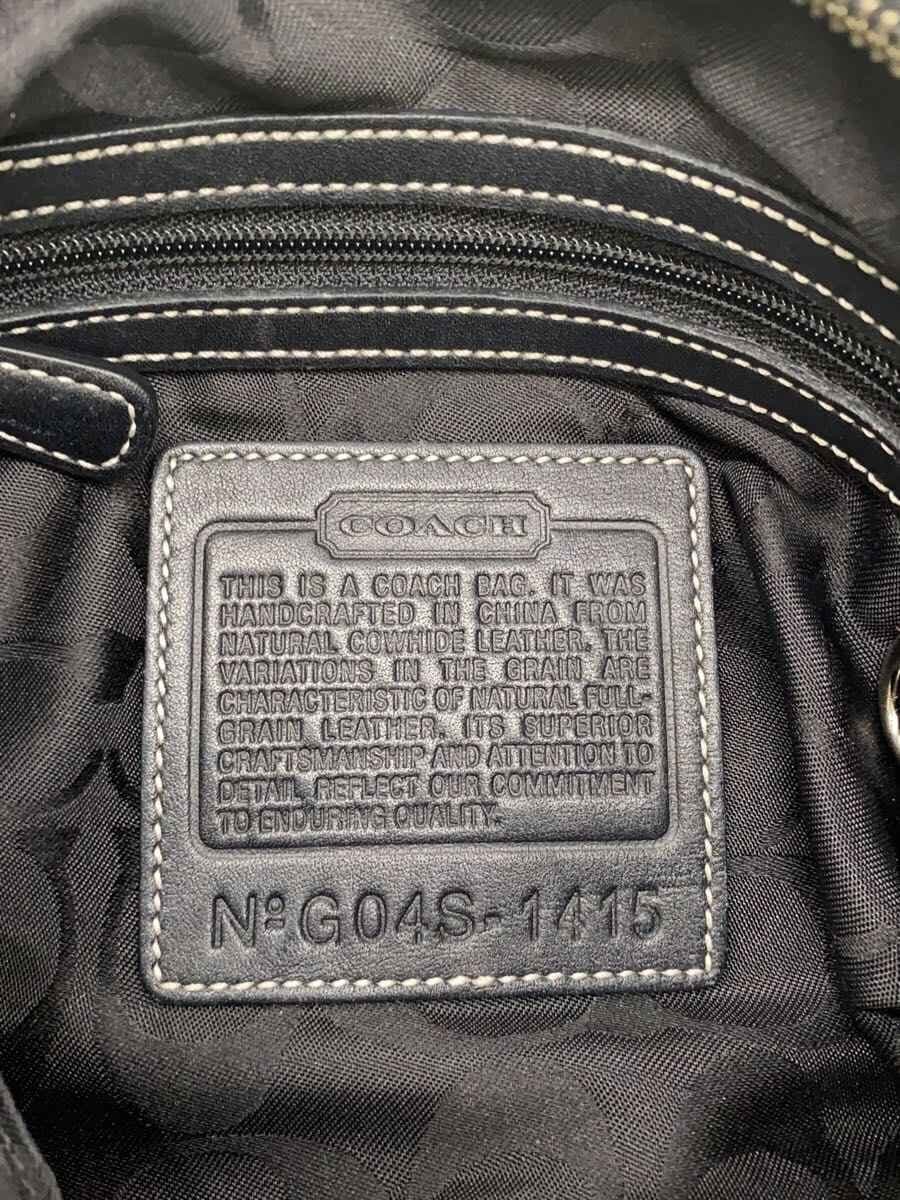 COACH
THIS IS A COACH BAG. IT WAS
HANDCRAFTED IN CHINA FROM
NATURAL COWHIDE LEATHER. THE
VARIATIONS IN THE GRAIN ARE
CHARACTERISTIC OF NATURAL FULL-
GRAIN LEATHER. ITS SUPERIOR
CRAFTSMANSHIP AND ATTENTION TO
DETAIL REFLECT OUR COMMITMENT
TO ENDURING QUALITY.
Nº G04S-1415